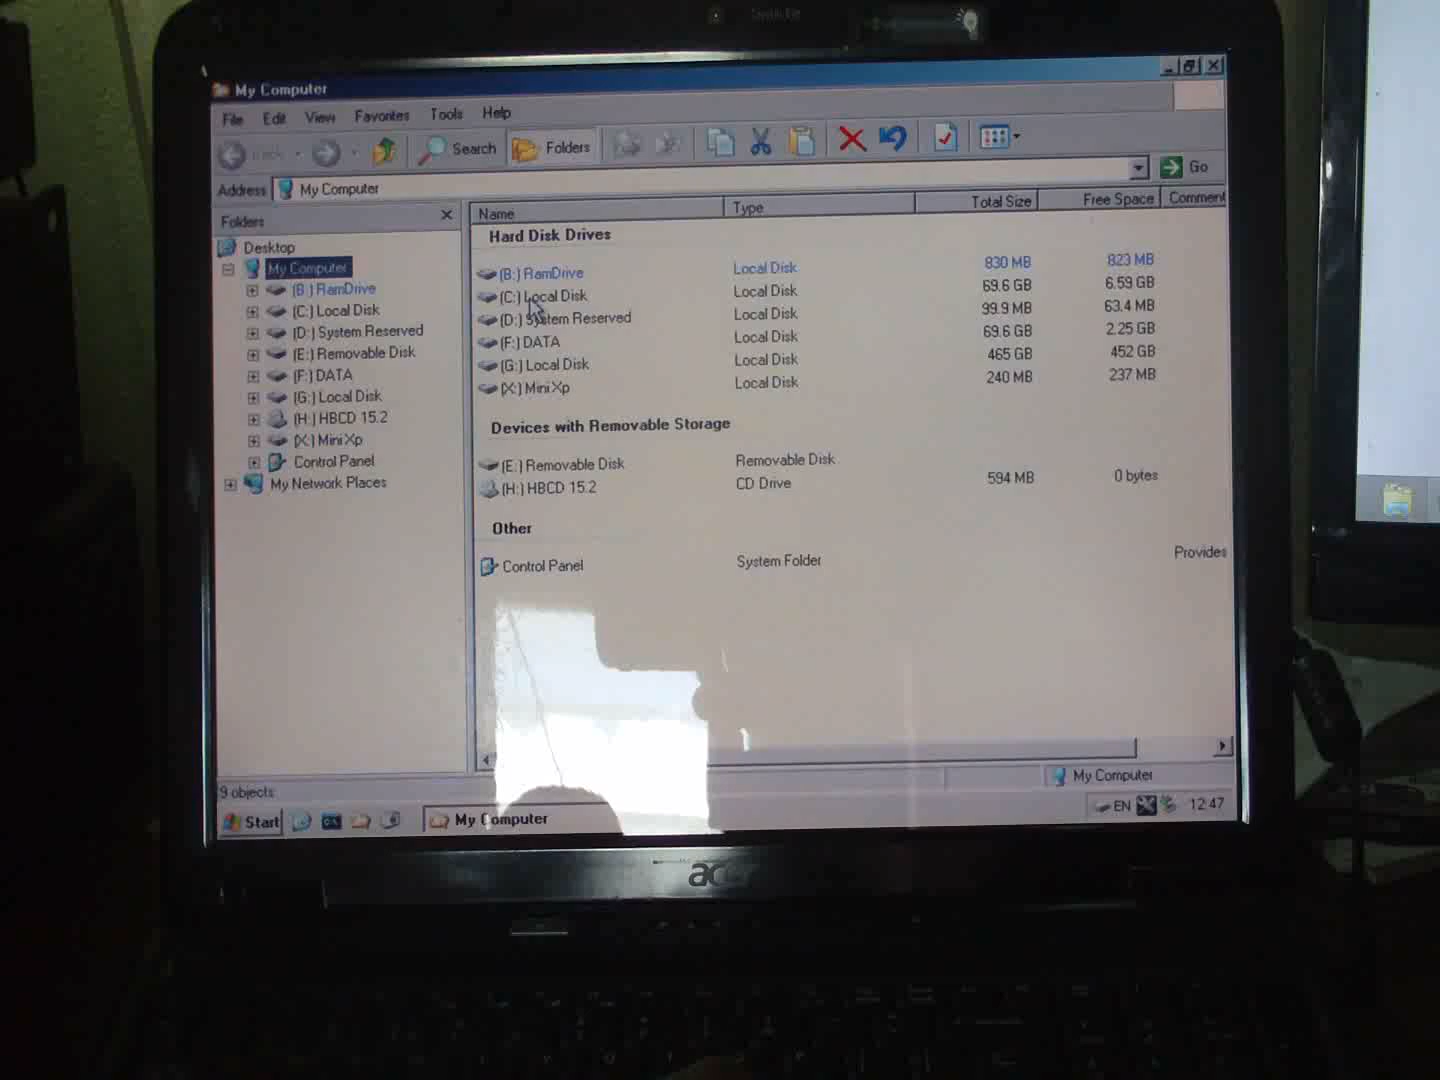 My Computer
File Edit View Favorites Tools Help
Back Search Folders
Address My Computer Go
Folders
Desktop
My Computer
(B:) RamDrive
(C:) Local Disk
(D:) System Reserved
(E:) Removable Disk
(F:) DATA
(G:) Local Disk
(H:) HBCD 15.2
(X:) Mini Xp
Control Panel
My Network Places
Name Type Total Size Free Space Comment
Hard Disk Drives
(B:) RamDrive Local Disk 830 MB 823 MB
(C:) Local Disk Local Disk 69.6 GB 6.59 GB
(D:) System Reserved Local Disk 99.9 MB 63.4 MB
(F:) DATA Local Disk 69.6 GB 2.25 GB
(G:) Local Disk Local Disk 465 GB 452 GB
(X:) Mini Xp Local Disk 240 MB 237 MB
Devices with Removable Storage
(E:) Removable Disk Removable Disk
(H:) HBCD 15.2 CD Drive 594 MB 0 bytes
Other
Control Panel System Folder Provides
9 objects My Computer
Start My Computer EN 12:47
acer